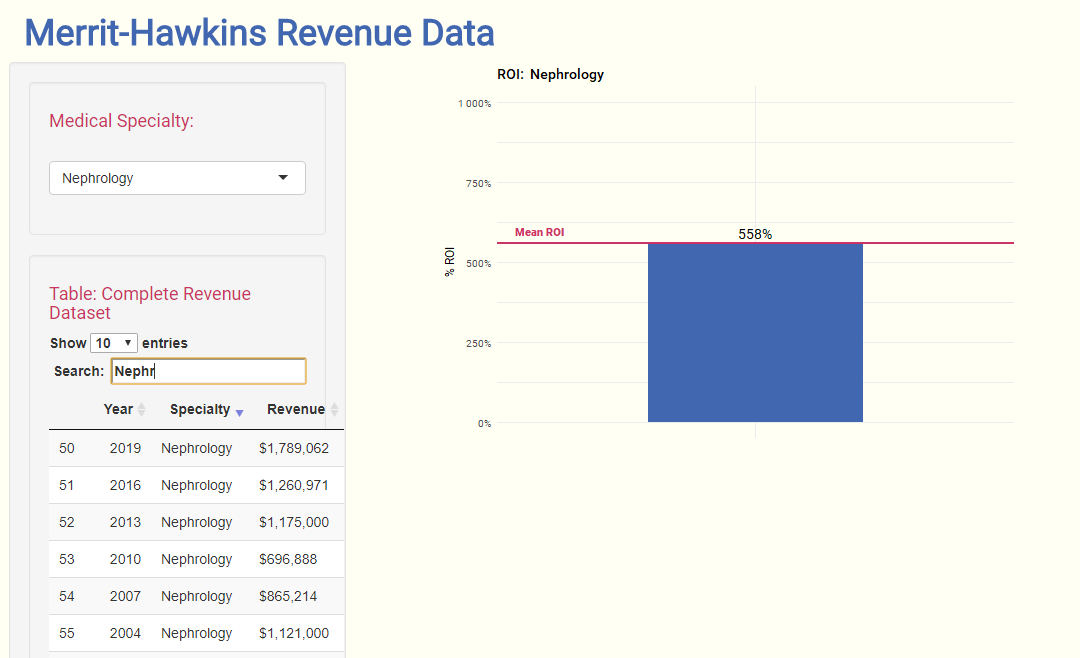 Merrit-Hawkins Revenue Data
Medical Specialty:
Nephrology
Table: Complete Revenue
Dataset
Show 10 entries
Search: Nephr
Year Specialty Revenue
50 2019 Nephrology $1,789,062
51 2016 Nephrology $1,260,971
52 2013 Nephrology $1,175,000
53 2010 Nephrology $696,888
54 2007 Nephrology $865,214
55 2004 Nephrology $1,121,000
ROI: Nephrology
1 000%
750%
Mean ROI
558%
% ROI
500%
250%
0%